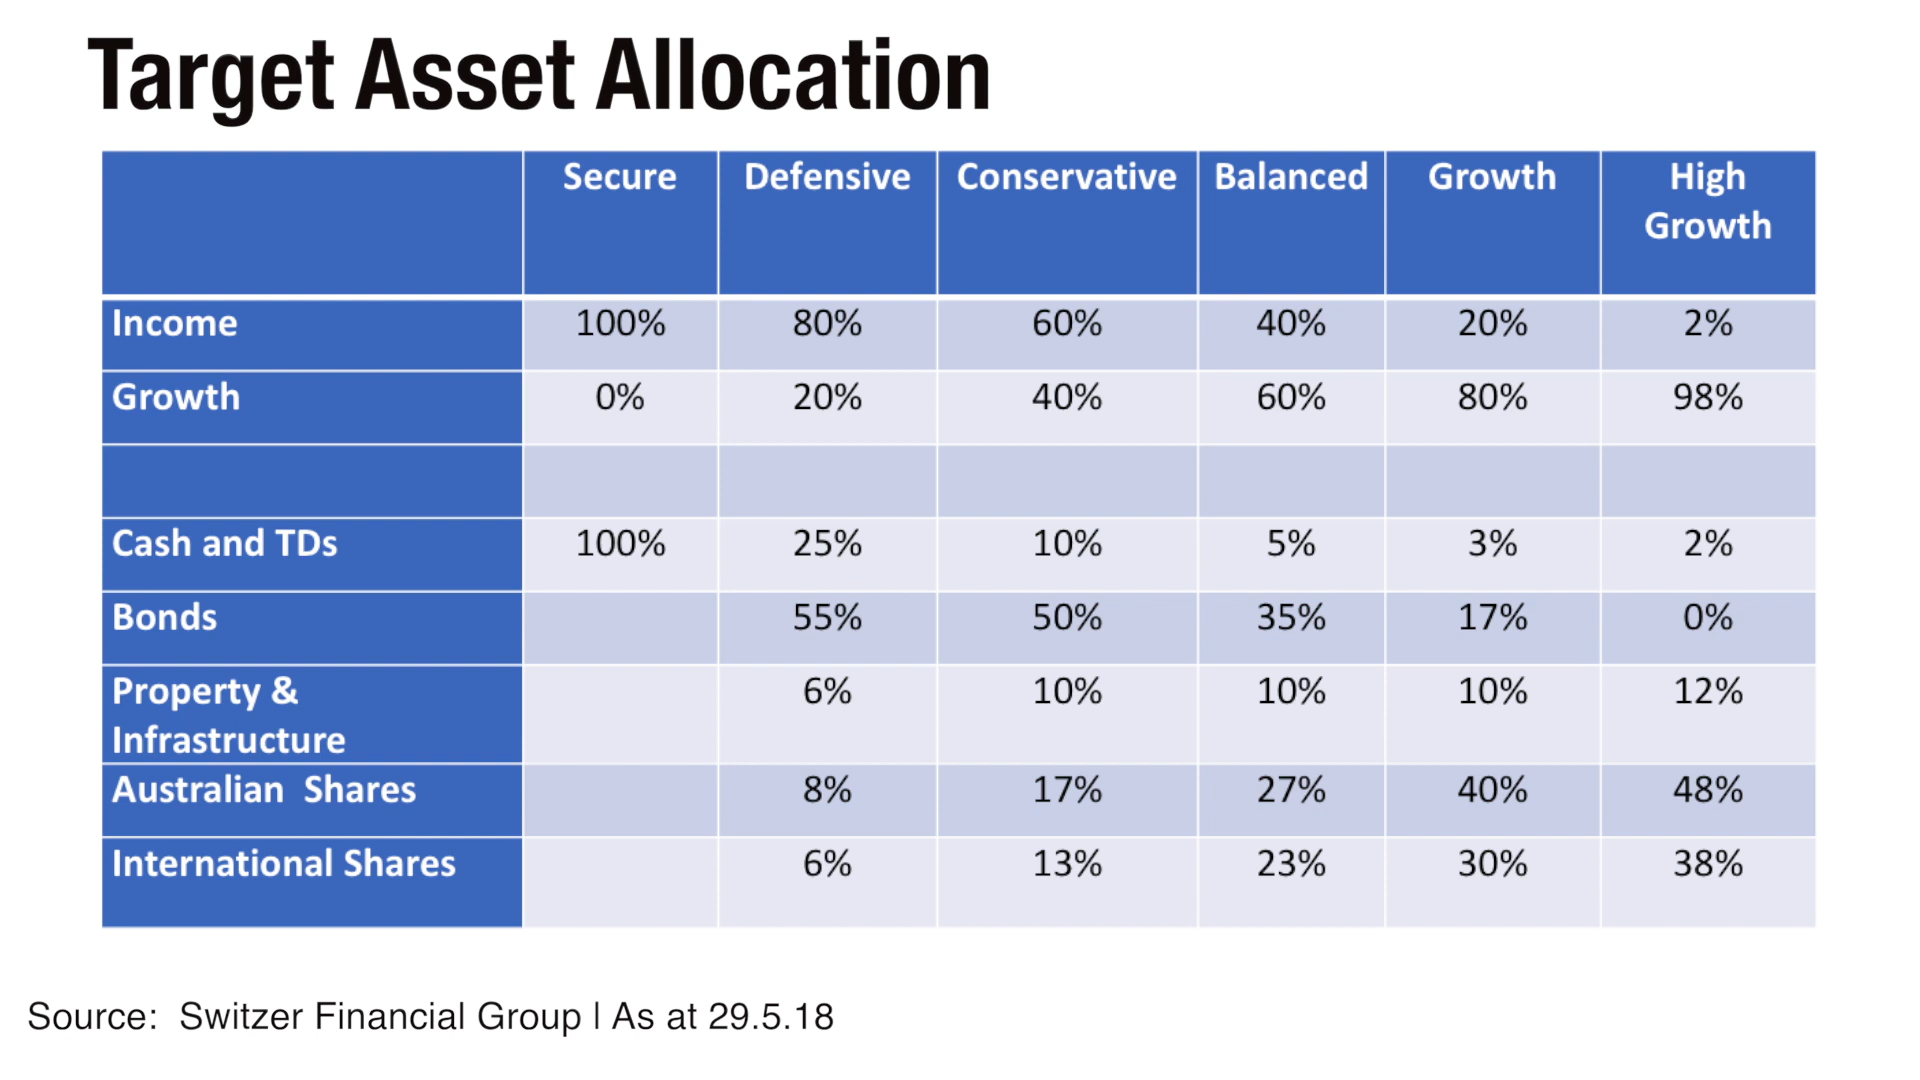 Target Asset Allocation
Secure Defensive Conservative Balanced Growth High Growth
Income 100% 80% 60% 40% 20% 2%
Growth 0% 20% 40% 60% 80% 98%
Cash and TDs 100% 25% 10% 5% 3% 2%
Bonds 55% 50% 35% 17% 0%
Property & Infrastructure 6% 10% 10% 10% 12%
Australian Shares 8% 17% 27% 40% 48%
International Shares 6% 13% 23% 30% 38%
Source: Switzer Financial Group | As at 29.5.18